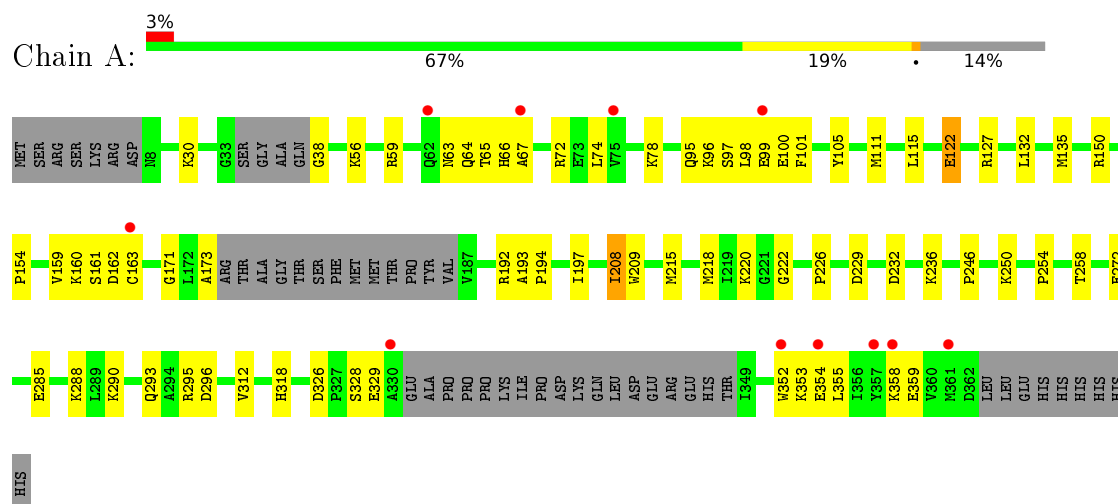 3%
Chain A:
67% 19% • 14%
MET SER ARG SER LYS ARG ASP N8 K30 G33 SER GLY ALA GLN G38 K56 R59 Q62 N63 Q64 T65 H66 A67 R72 E73 L74 V75 K78 Q95 K96 S97 L98 E99 E100 F101 Y105 M111 L115 E122 R127 L132 M135 R150
P154 V159 K160 S161 D162 C163 G171 L172 A173 ARG THR ALA GLY THR SER PHE MET MET THR PRO TYR VAL V187 R192 A193 P194 I197 I208 W209 M215 M218 I219 K220 G221 G222 P226 D229 D232 K236 P246 K250 P254 T258
E285 K288 L289 K290 Q293 A294 R295 D296 V312 H318 D326 P327 S328 E329 A330 GLU ALA PRO PRO PRO LYS ILE PRO ASP LYS GLN LEU ASP GLU ARG GLU HIS THR I349 W352 K353 E354 L355 I356 Y357 K358 E359 V360 M361 D362 LEU LEU GLU HIS HIS HIS HIS HIS
HIS